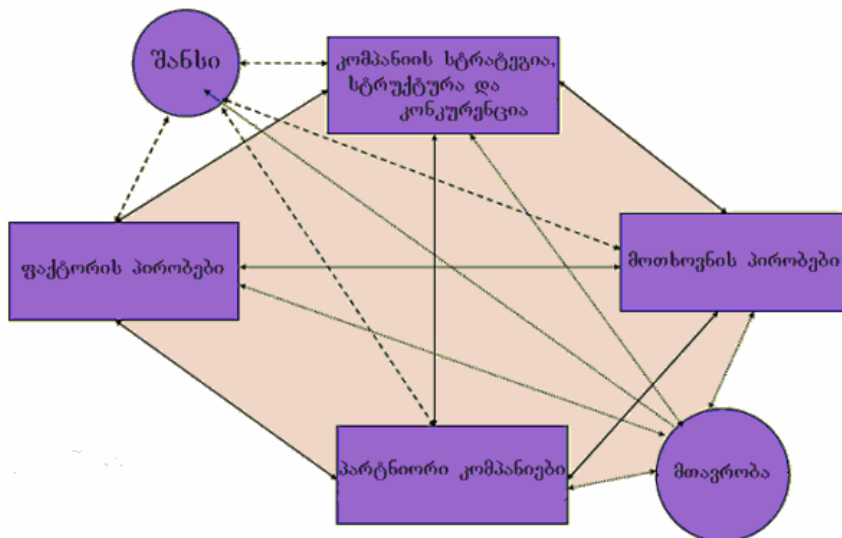 შანსი
კომპანიის სტრატეგია,
სტრუქტურა და
კონკურენცია
ფაქტორის პირობები
მოთხოვნის პირობები
პარტნიორი კომპანიები
მთავრობა